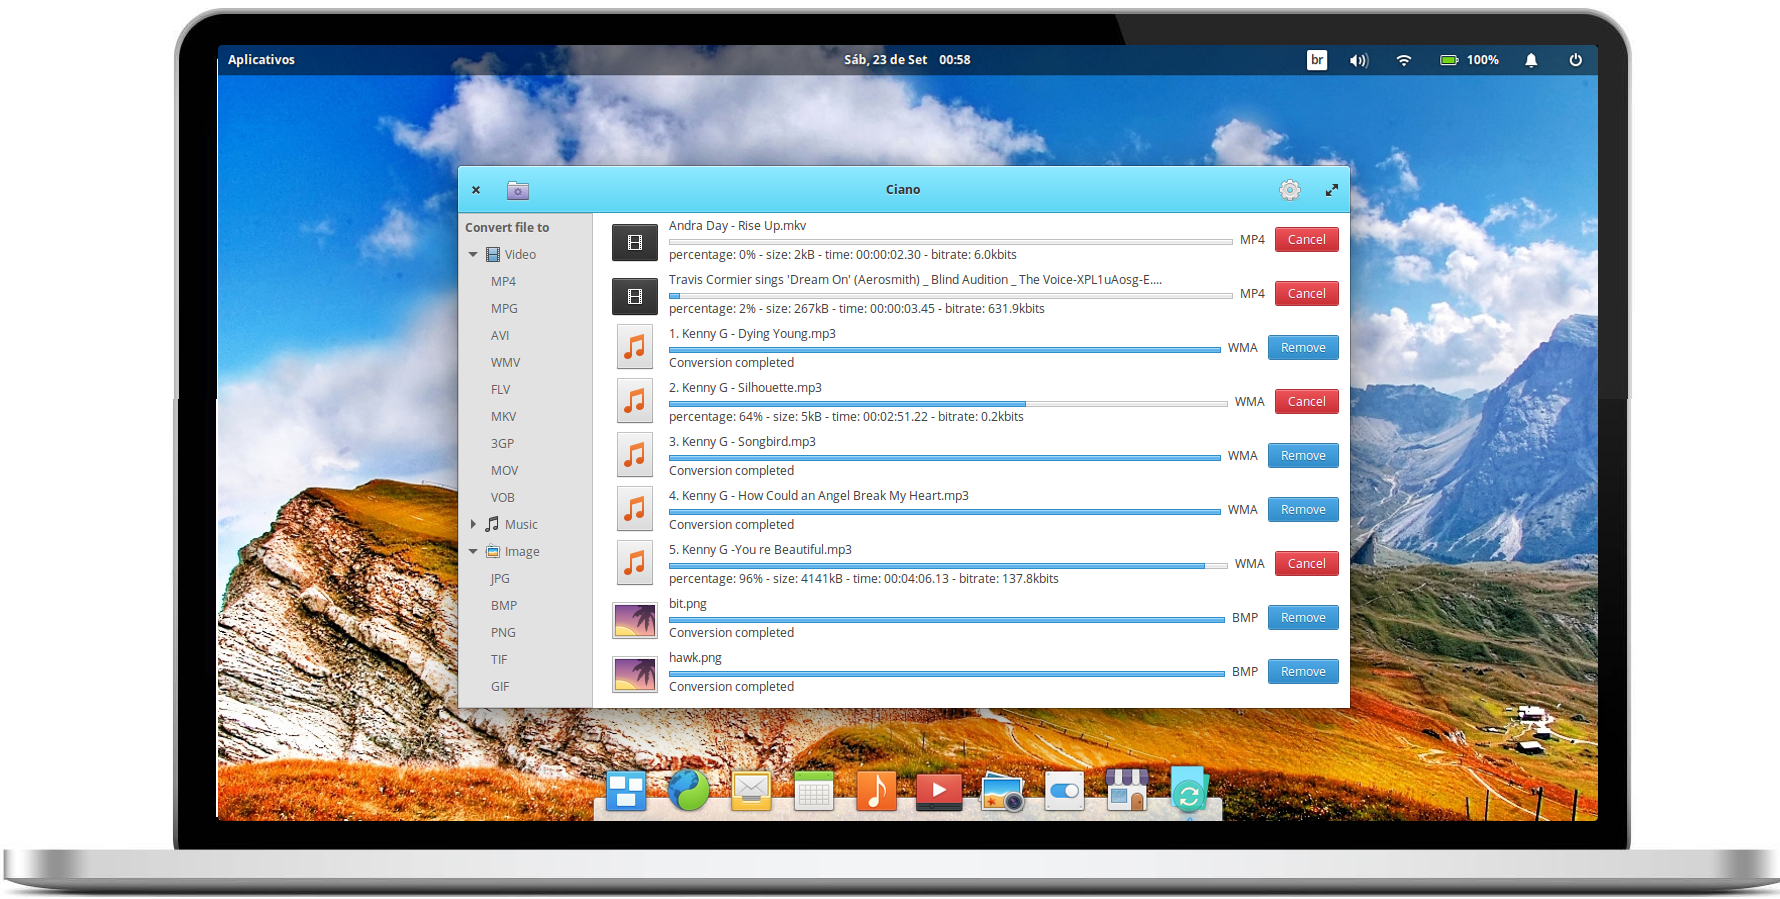 Aplicativos
Sáb, 23 de Set 00:58
br
100%
Ciano
Convert file to
Video
MP4
MPG
AVI
WMV
FLV
MKV
3GP
MOV
VOB
Music
Image
JPG
BMP
PNG
TIF
GIF
Andra Day - Rise Up.mkv
MP4 Cancel
percentage: 0% - size: 2kB - time: 00:00:02.30 - bitrate: 6.0kbits
Travis Cormier sings 'Dream On' (Aerosmith) _ Blind Audition _ The Voice-XPL1uAosg-E....
MP4 Cancel
percentage: 2% - size: 267kB - time: 00:00:03.45 - bitrate: 631.9kbits
1. Kenny G - Dying Young.mp3
WMA Remove
Conversion completed
2. Kenny G - Silhouette.mp3
WMA Cancel
percentage: 64% - size: 5kB - time: 00:02:51.22 - bitrate: 0.2kbits
3. Kenny G - Songbird.mp3
WMA Remove
Conversion completed
4. Kenny G - How Could an Angel Break My Heart.mp3
WMA Remove
Conversion completed
5. Kenny G -You re Beautiful.mp3
WMA Cancel
percentage: 96% - size: 4141kB - time: 00:04:06.13 - bitrate: 137.8kbits
bit.png
BMP Remove
Conversion completed
hawk.png
BMP Remove
Conversion completed